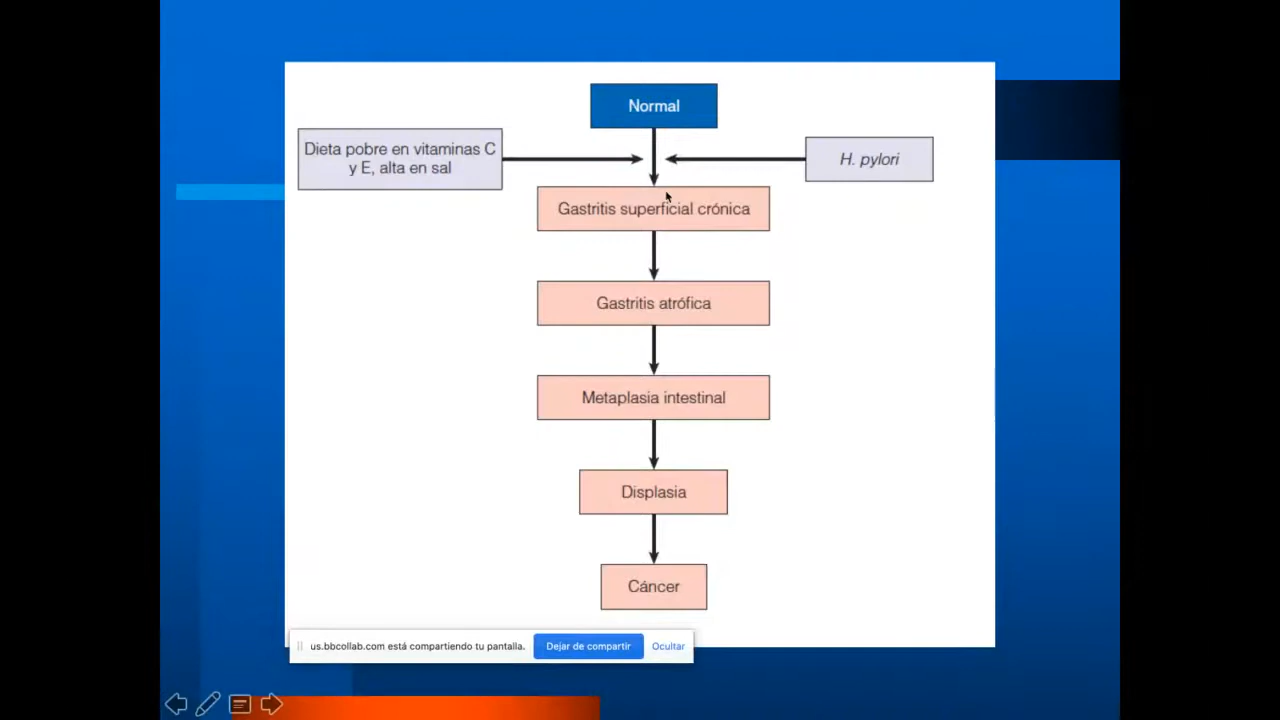 Normal
Dieta pobre en vitaminas C
y E, alta en sal
H. pylori
Gastritis superficial crónica
Gastritis atrófica
Metaplasia intestinal
Displasia
Cáncer
us.bbcollab.com está compartiendo tu pantalla. Dejar de compartir Ocultar